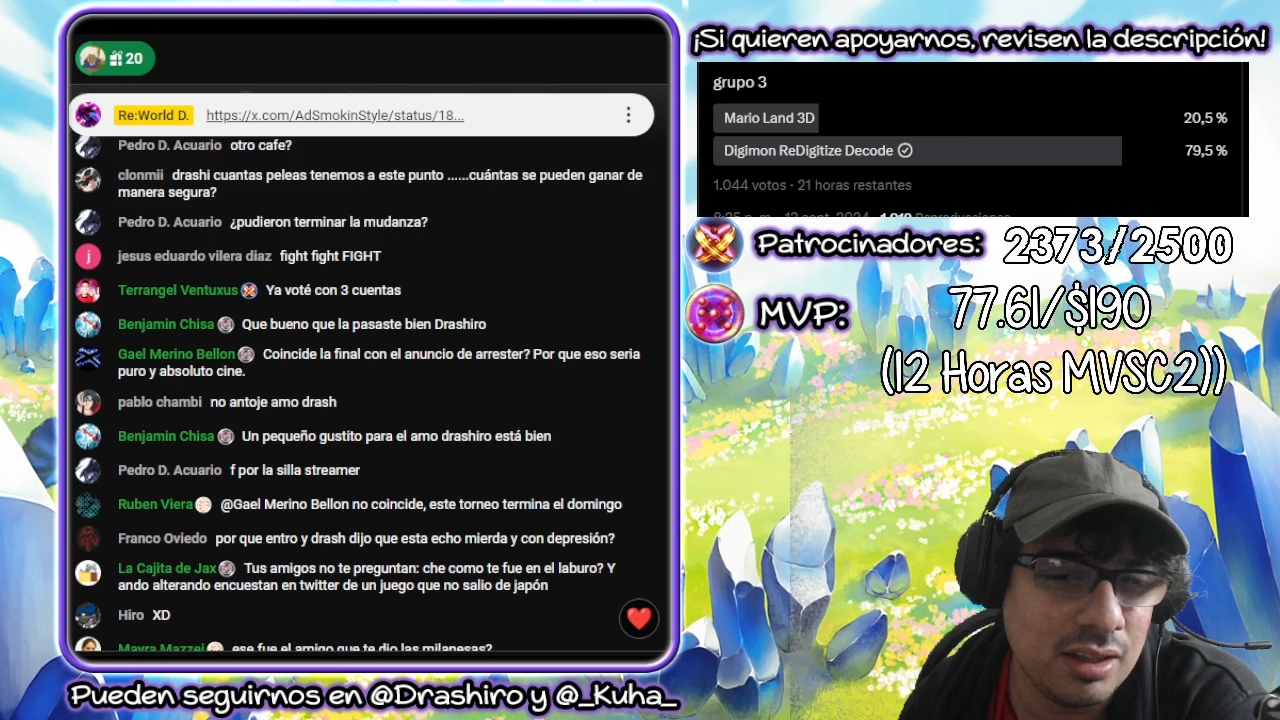 20
Re:World D. https://x.com/AdSmokinStyle/status/18...
Pedro D. Acuario otro cafe?
clonmii drashi cuantas peleas tenemos a este punto ......cuántas se pueden ganar de
manera segura?
Pedro D. Acuario ¿pudieron terminar la mudanza?
j jesus eduardo vilera diaz fight fight FIGHT
Terrangel Ventuxus Ya voté con 3 cuentas
Benjamin Chisa Que bueno que la pasaste bien Drashiro
Gael Merino Bellon Coincide la final con el anuncio de arrester? Por que eso seria
puro y absoluto cine.
pablo chambi no antoje amo drash
Benjamin Chisa Un pequeño gustito para el amo drashiro está bien
Pedro D. Acuario f por la silla streamer
Ruben Viera @Gael Merino Bellon no coincide, este torneo termina el domingo
Franco Oviedo por que entro y drash dijo que esta echo mierda y con depresión?
La Cajita de Jax Tus amigos no te preguntan: che como te fue en el laburo? Y
ando alterando encuestan en twitter de un juego que no salio de japón
Hiro XD
Mayra Mazzei ese fue el amigo que te dio las milanesas?
Pueden seguirnos en @Drashiro y @_Kuha_
¡Si quieren apoyarnos, revisen la descripción!
grupo 3
Mario Land 3D 20,5 %
Digimon ReDigitize Decode 79,5 %
1.044 votos · 21 horas restantes
8:25 p. m. · 13 sept. 2024 · 1.919 Reproducciones
Patrocinadores: 2373/2500
MVP: 77.61/$190
(12 Horas MVSC2))